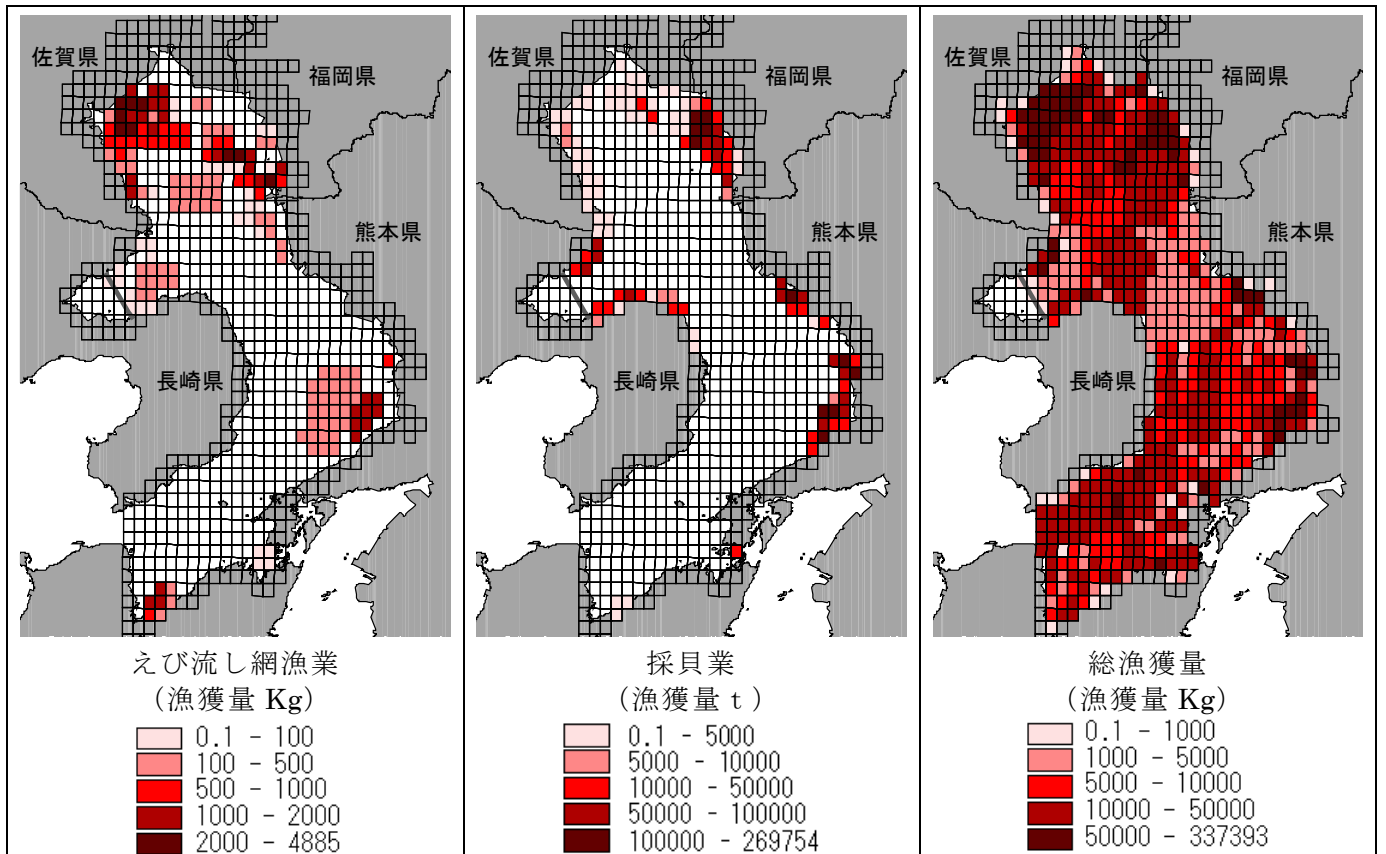 佐賀県
福岡県
熊本県
長崎県
えび流し網漁業
(漁獲量 Kg)
0.1 - 100
100 - 500
500 - 1000
1000 - 2000
2000 - 4885
佐賀県
福岡県
熊本県
長崎県
採貝業
(漁獲量 t )
0.1 - 5000
5000 - 10000
10000 - 50000
50000 - 100000
100000 - 269754
佐賀県
福岡県
熊本県
長崎県
総漁獲量
(漁獲量 Kg)
0.1 - 1000
1000 - 5000
5000 - 10000
10000 - 50000
50000 - 337393